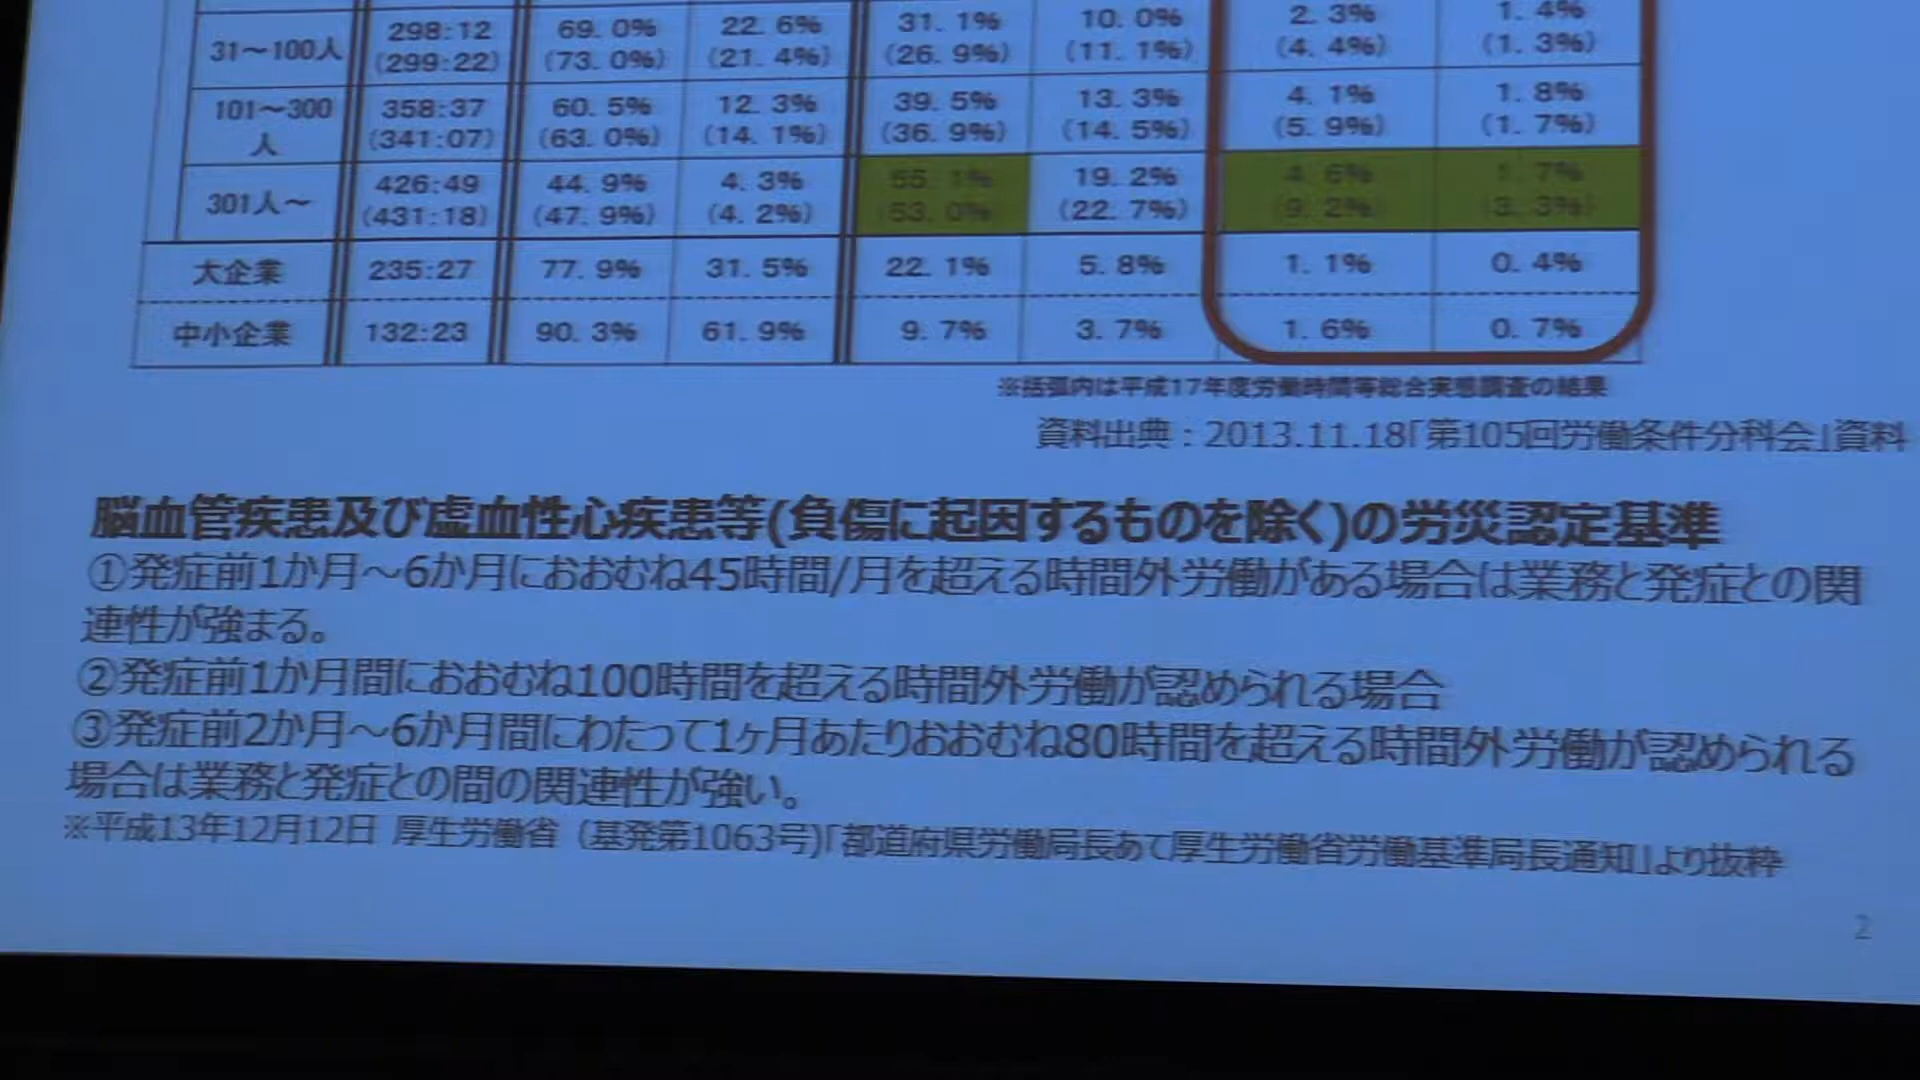 31～100人 298:12 69.0% 22.6% 31.1% 10.0% 2.3% 1.4%
(299:22) (73.0%) (21.4%) (26.9%) (11.1%) (4.4%) (1.3%)
101～300人 358:37 60.5% 12.3% 39.5% 13.3% 4.1% 1.8%
(341:07) (63.0%) (14.1%) (36.9%) (14.5%) (5.9%) (1.7%)
301人～ 426:49 44.9% 4.3% 55.1% 19.2% 4.6% 1.7%
(431:18) (47.9%) (4.2%) (53.0%) (22.7%) (9.2%) (3.3%)
大企業 235:27 77.9% 31.5% 22.1% 5.8% 1.1% 0.4%
中小企業 132:23 90.3% 61.9% 9.7% 3.7% 1.6% 0.7%
※括弧内は平成17年度労働時間等総合実態調査の結果
資料出典：2013.11.18「第105回労働条件分科会」資料
脳血管疾患及び虚血性心疾患等(負傷に起因するものを除く)の労災認定基準
①発症前1か月～6か月におおむね45時間/月を超える時間外労働がある場合は業務と発症との関
連性が強まる。
②発症前1か月間におおむね100時間を超える時間外労働が認められる場合
③発症前2か月～6か月間にわたって1ヶ月あたりおおむね80時間を超える時間外労働が認められる
場合は業務と発症との間の関連性が強い。
※平成13年12月12日 厚生労働省（基発第1063号)「都道府県労働局長あて厚生労働省労働基準局長通知」より抜粋
2